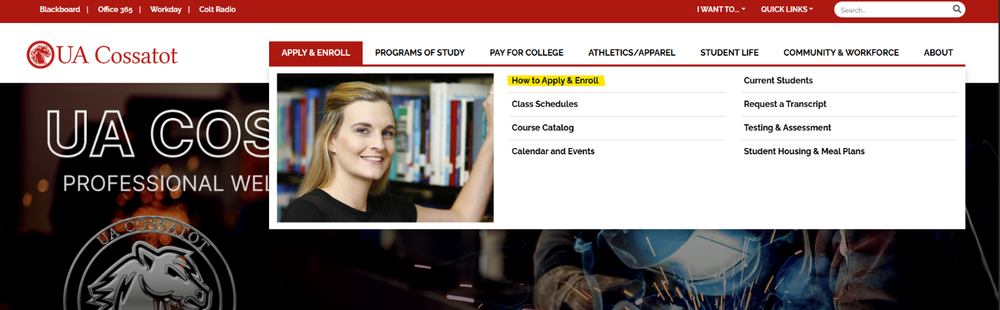 Blackboard | Office 365 | Workday | Colt Radio
I WANT TO... QUICK LINKS Search...
UA Cossatot
APPLY & ENROLL PROGRAMS OF STUDY PAY FOR COLLEGE ATHLETICS/APPAREL STUDENT LIFE COMMUNITY & WORKFORCE ABOUT
How to Apply & Enroll
Class Schedules
Course Catalog
Calendar and Events
Current Students
Request a Transcript
Testing & Assessment
Student Housing & Meal Plans
UA COS
PROFESSIONAL WEL
UA COSSATOT